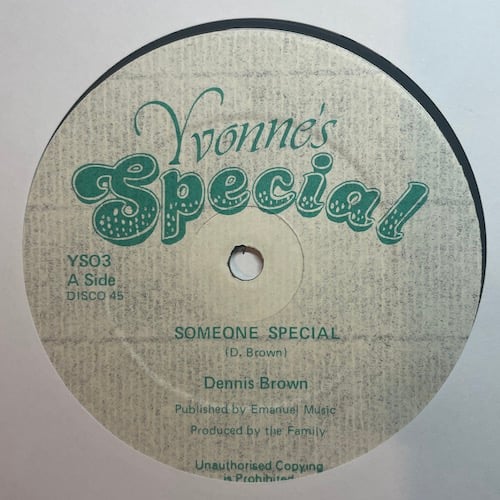 Yvonne's
Special
YS03
A Side
DISCO 45
SOMEONE SPECIAL
(D. Brown)
Dennis Brown
Published by Emanuel Music
Produced by the Family
Unauthorised Copying
is Prohibited